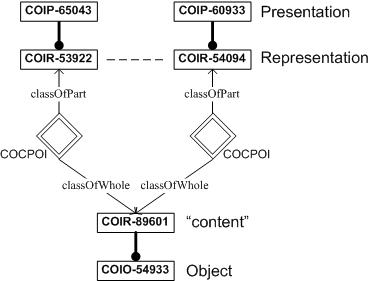 COIP-65043 COIP-60933 Presentation
COIR-53922 COIR-54094 Representation
classOfPart classOfPart
COCPOI COCPOI
classOfWhole classOfWhole
COIR-89601 “content”
COIO-54933 Object